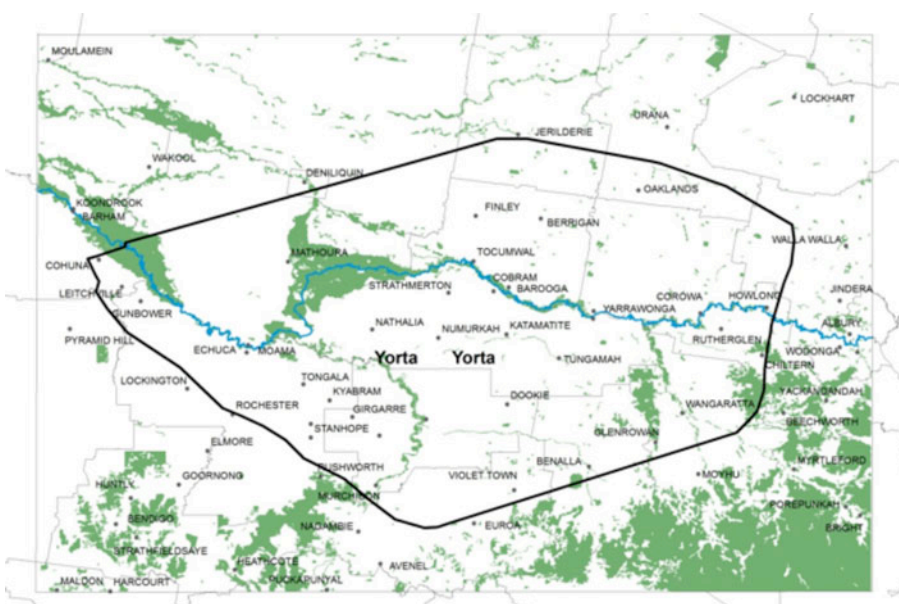 MOULAMEIN
LOCKHART
URANA
JERILDERIE
WAKOOL
DENILIQUIN
OAKLANDS
KOONDROOK
BARHAM
FINLEY
BERRIGAN
WALLA WALLA
COHUNA
MATHOURA
TOCUMWAL
LEITCHVILLE
STRATHMERTON
COBRAM
BAROOGA
COROWA
HOWLONG
JINDERA
GUNBOWER
YARRAWONGA
PYRAMID HILL
NATHALIA
NUMURKAH
KATAMATITE
RUTHERGLEN
ALBURY
ECHUCA
MOAMA
Yorta Yorta
TUNGAMAH
WODONGA
CHILTERN
LOCKINGTON
TONGALA
KYABRAM
DOOKIE
YACKANDANDAH
ROCHESTER
GIRGARRE
WANGARATTA
BEECHWORTH
STANHOPE
GLENROWAN
ELMORE
RUSHWORTH
BENALLA
MYRTLEFORD
GOORNONG
VIOLET TOWN
MOYHU
HUNTLY
MURCHISON
POREPUNKAH
BENDIGO
NAGAMBIE
EUROA
BRIGHT
STRATHFIELDSAYE
HEATHCOTE
AVENEL
MALDON
HARCOURT
PUCKAPUNYAL